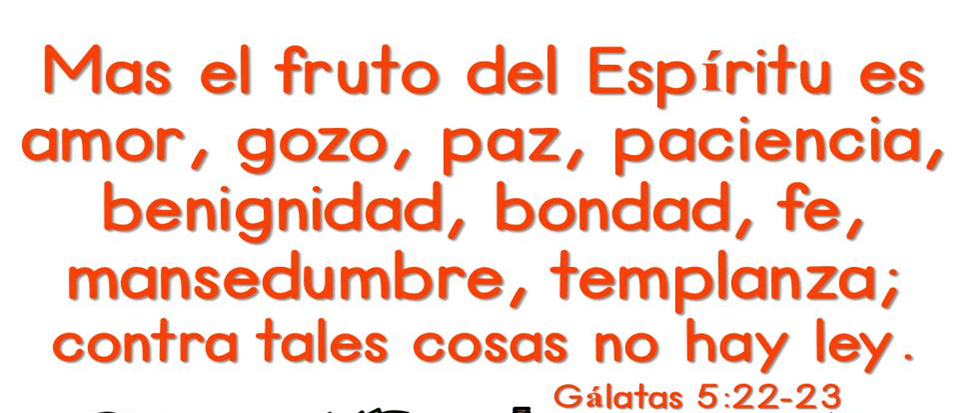 Mas el fruto del Espíritu es
amor, gozo, paz, paciencia,
benignidad, bondad, fe,
mansedumbre, templanza;
contra tales cosas no hay ley.
Gálatas 5:22-23